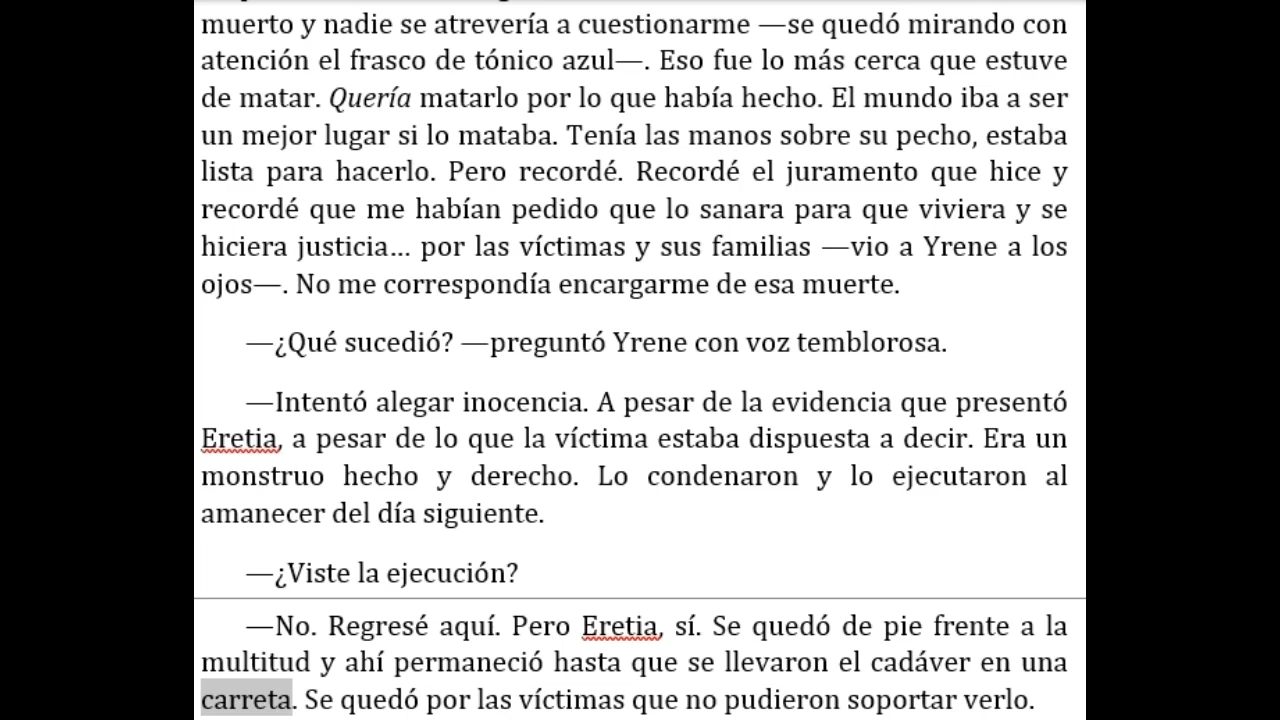 muerto y nadie se atrevería a cuestionarme —se quedó mirando con
atención el frasco de tónico azul—. Eso fue lo más cerca que estuve
de matar. Quería matarlo por lo que había hecho. El mundo iba a ser
un mejor lugar si lo mataba. Tenía las manos sobre su pecho, estaba
lista para hacerlo. Pero recordé. Recordé el juramento que hice y
recordé que me habían pedido que lo sanara para que viviera y se
hiciera justicia... por las víctimas y sus familias —vio a Yrene a los
ojos—. No me correspondía encargarme de esa muerte.
—¿Qué sucedió? —preguntó Yrene con voz temblorosa.
—Intentó alegar inocencia. A pesar de la evidencia que presentó
Eretia, a pesar de lo que la víctima estaba dispuesta a decir. Era un
monstruo hecho y derecho. Lo condenaron y lo ejecutaron al
amanecer del día siguiente.
—¿Viste la ejecución?
—No. Regresé aquí. Pero Eretia, sí. Se quedó de pie frente a la
multitud y ahí permaneció hasta que se llevaron el cadáver en una
carreta. Se quedó por las víctimas que no pudieron soportar verlo.